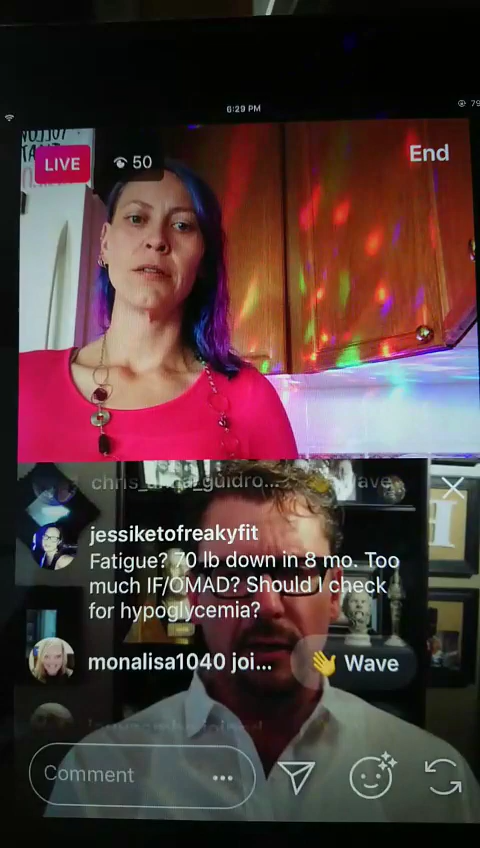 6:29 PM
79
LIVE
50
End
jessiketofreakyfit
Fatigue? 70 lb down in 8 mo. Too
much IF/OMAD? Should I check
for hypoglycemia?
monalisa1040 joi...
Wave
Comment